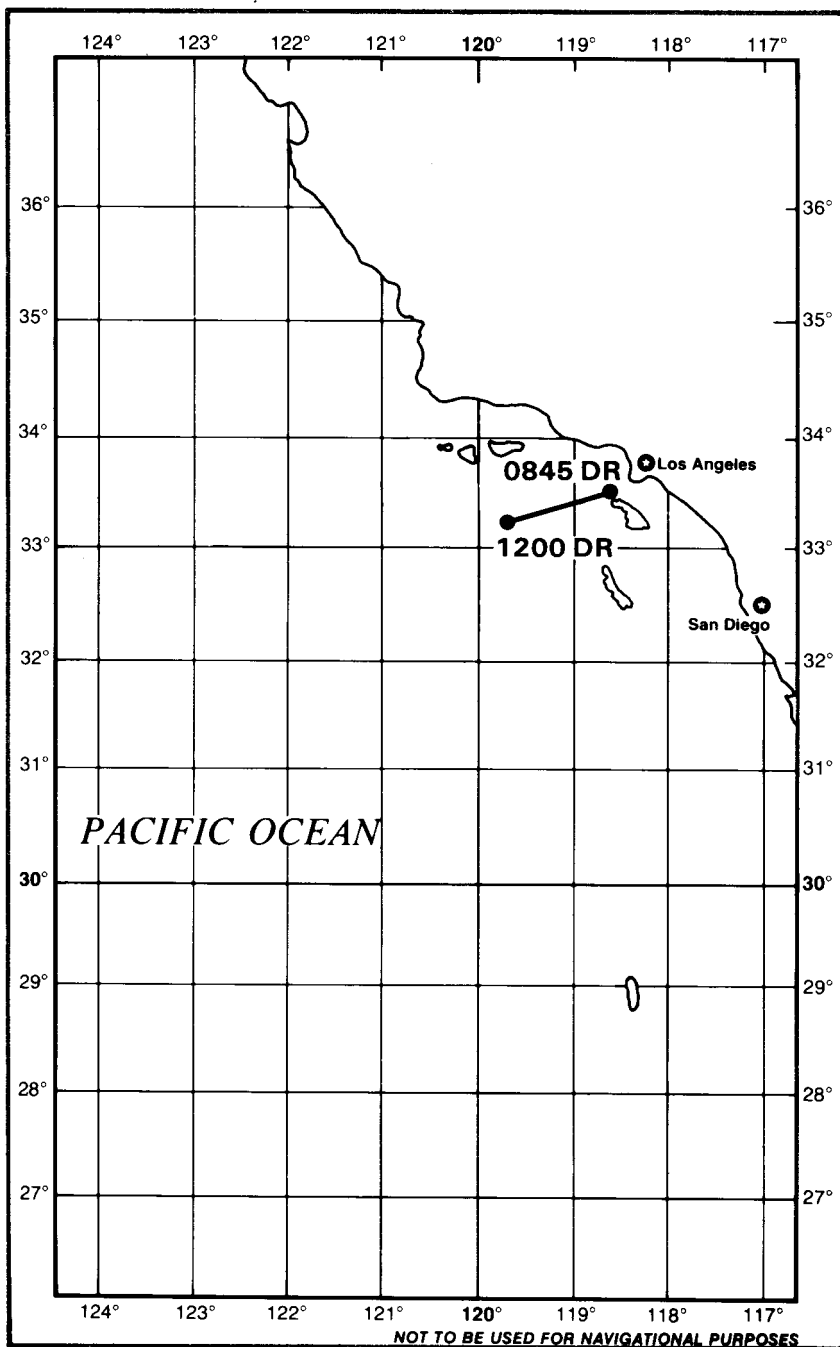 124° 123° 122° 121° 120° 119° 118° 117°
36° 36°
35° 35°
34° 34°
Los Angeles
0845 DR
33° 33°
1200 DR
San Diego
32° 32°
31° 31°
PACIFIC OCEAN
30° 30°
29° 29°
28° 28°
27° 27°
124° 123° 122° 121° 120° 119° 118° 117°
NOT TO BE USED FOR NAVIGATIONAL PURPOSES